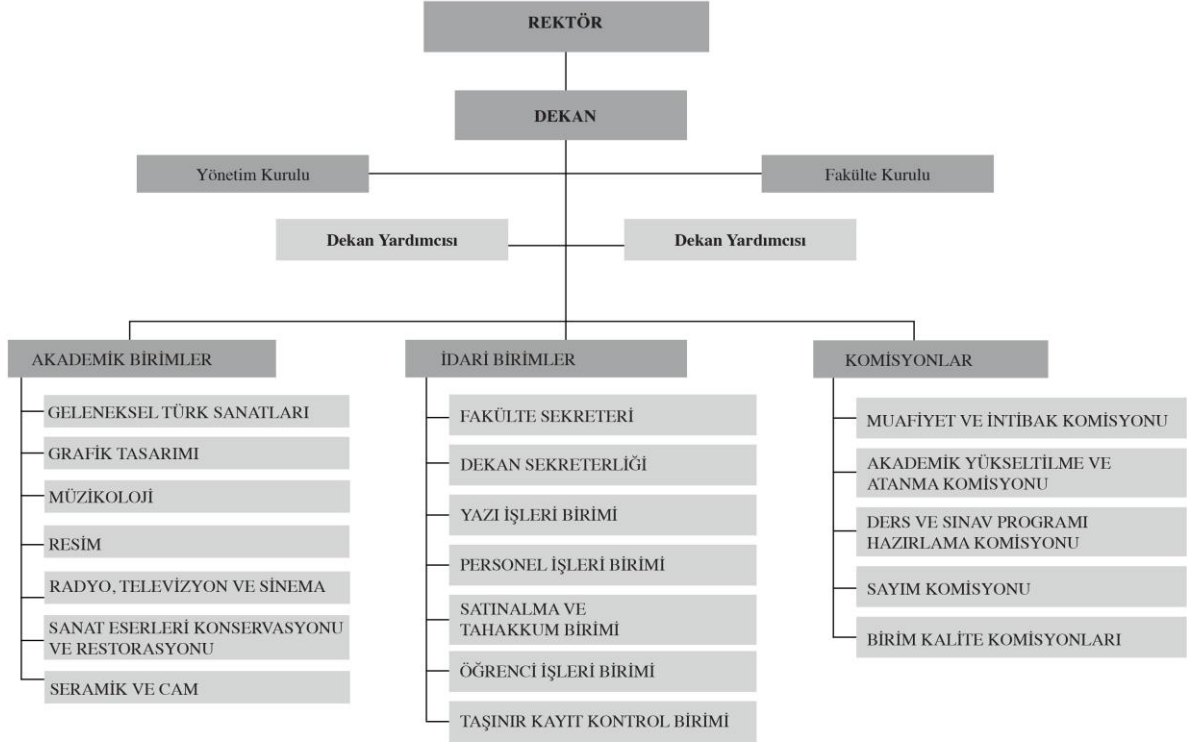 REKTÖR
DEKAN
Yönetim Kurulu
Fakülte Kurulu
Dekan Yardımcısı
Dekan Yardımcısı
AKADEMİK BİRİMLER
GELENEKSEL TÜRK SANATLARI
GRAFİK TASARIMI
MÜZİKOLOJİ
RESİM
RADYO, TELEVİZYON VE SİNEMA
SANAT ESERLERİ KONSERVASYONU
VE RESTORASYONU
SERAMİK VE CAM
İDARİ BİRİMLER
FAKÜLTE SEKRETERİ
DEKAN SEKRETERLİĞİ
YAZI İŞLERİ BİRİMİ
PERSONEL İŞLERİ BİRİMİ
SATINALMA VE
TAHAKKUM BİRİMİ
ÖĞRENCİ İŞLERİ BİRİMİ
TAŞINIR KAYIT KONTROL BİRİMİ
KOMİSYONLAR
MUAFİYET VE İNTİBAK KOMİSYONU
AKADEMİK YÜKSELTİLME VE
ATANMA KOMİSYONU
DERS VE SINAV PROGRAMI
HAZIRLAMA KOMİSYONU
SAYIM KOMİSYONU
BİRİM KALİTE KOMİSYONLARI